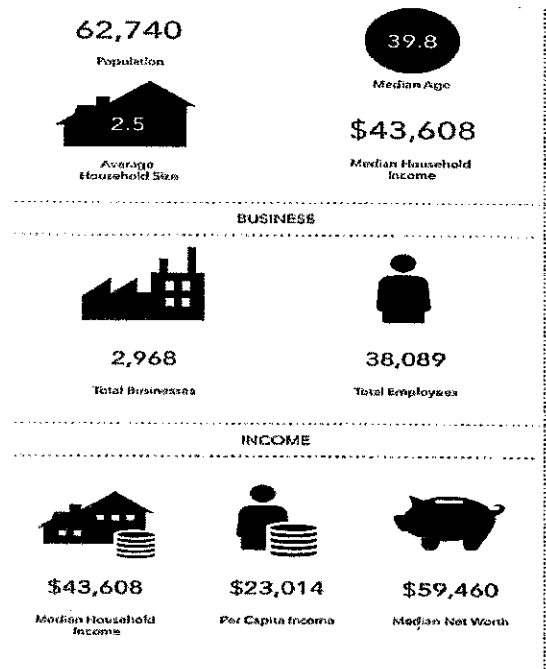 62,740
39.8
Population
Median Age
2.5
$43,608
Average
Household Size
Median Household
Income
BUSINESS
2,968
38,089
Total Businesses
Total Employees
INCOME
$43,608
$23,014
$59,460
Median Household
Income
Per Capita Income
Median Net Worth